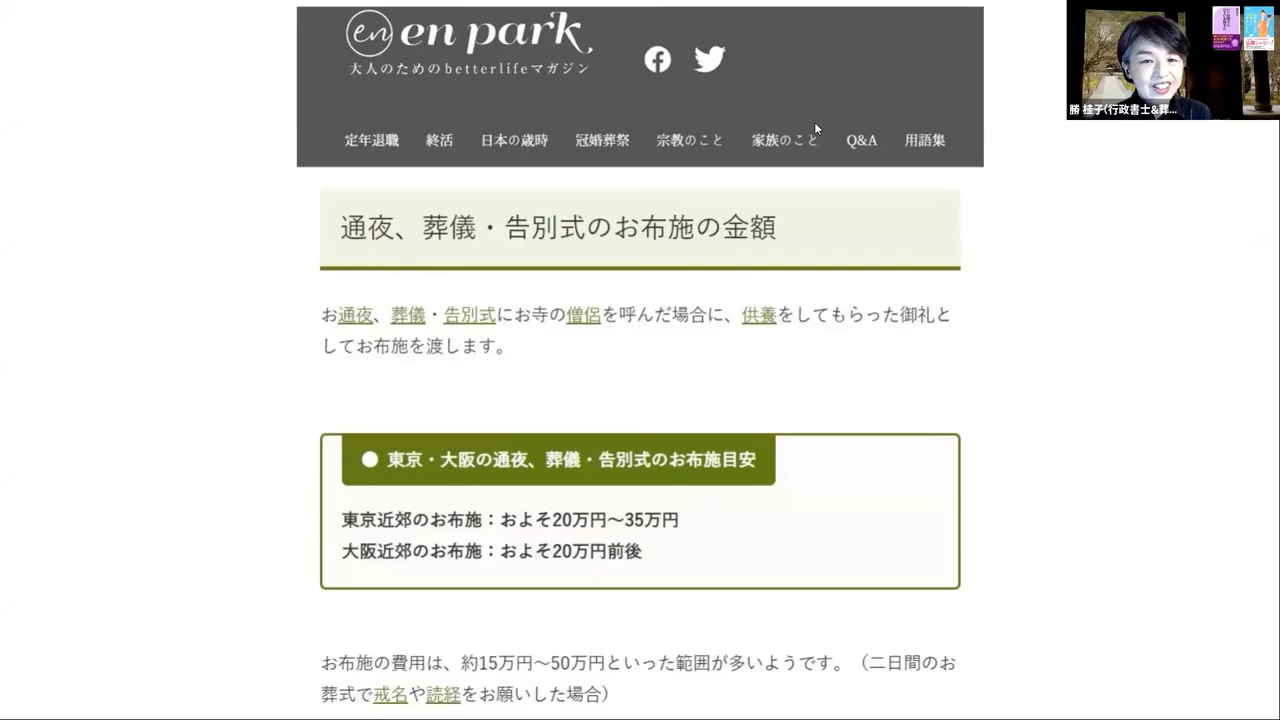 en en park
大人のためのbetterlifeマガジン
定年退職 終活 日本の歳時 冠婚葬祭 宗教のこと 家族のこと Q&A 用語集
勝 桂子(行政書士&葬...
通夜、葬儀・告別式のお布施の金額
お通夜、葬儀・告別式にお寺の僧侶を呼んだ場合に、供養をしてもらった御礼と
してお布施を渡します。
● 東京・大阪の通夜、葬儀・告別式のお布施目安
東京近郊のお布施：およそ20万円〜35万円
大阪近郊のお布施：およそ20万円前後
お布施の費用は、約15万円〜50万円といった範囲が多いようです。（二日間のお
葬式で戒名や読経をお願いした場合）